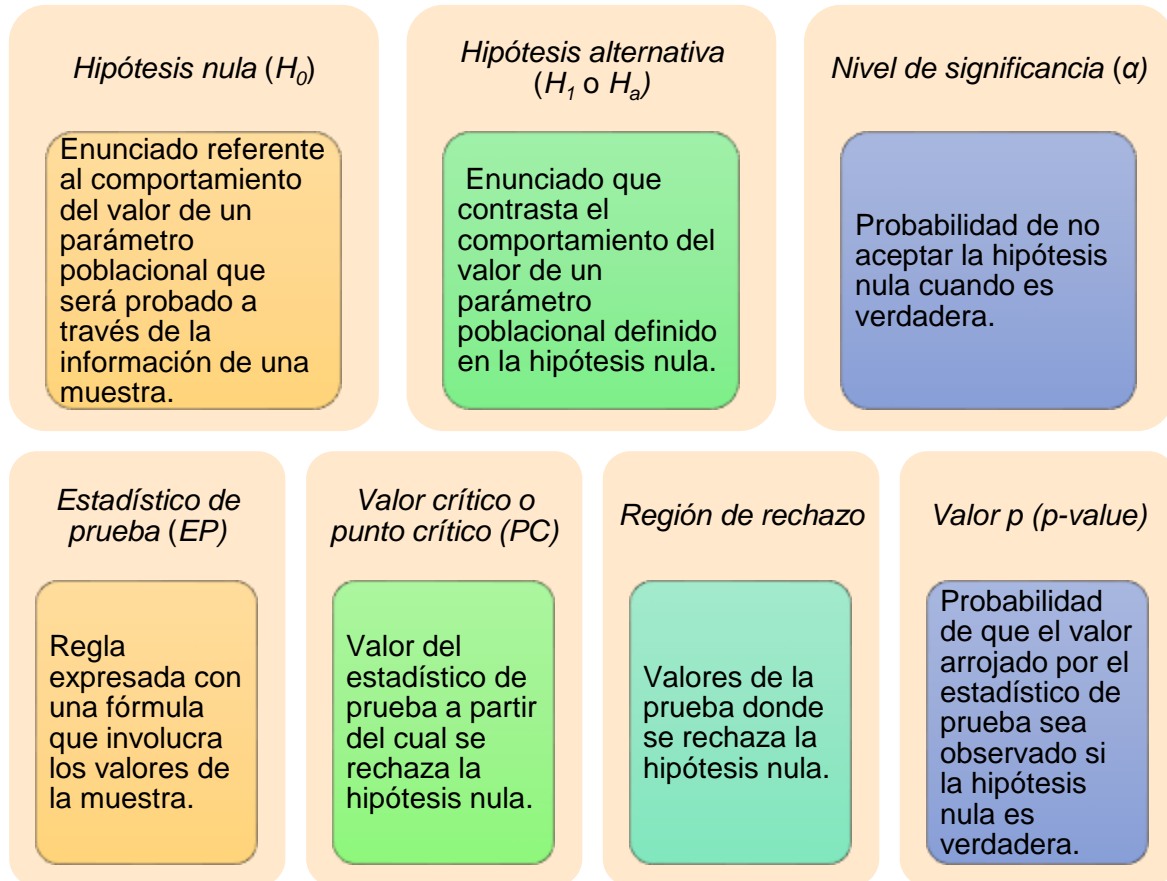 Hipótesis nula (H0)
Enunciado referente
al comportamiento
del valor de un
parámetro
poblacional que
será probado a
través de la
información de una
muestra.
Hipótesis alternativa
(H1 o Ha)
Enunciado que
contrasta el
comportamiento del
valor de un
parámetro
poblacional definido
en la hipótesis nula.
Nivel de significancia (α)
Probabilidad de no
aceptar la hipótesis
nula cuando es
verdadera.
Estadístico de
prueba (EP)
Regla
expresada con
una fórmula
que involucra
los valores de
la muestra.
Valor crítico o
punto crítico (PC)
Valor del
estadístico de
prueba a partir
del cual se
rechaza la
hipótesis nula.
Región de rechazo
Valores de la
prueba donde
se rechaza la
hipótesis nula.
Valor p (p-value)
Probabilidad
de que el valor
arrojado por el
estadístico de
prueba sea
observado si
la hipótesis
nula es
verdadera.